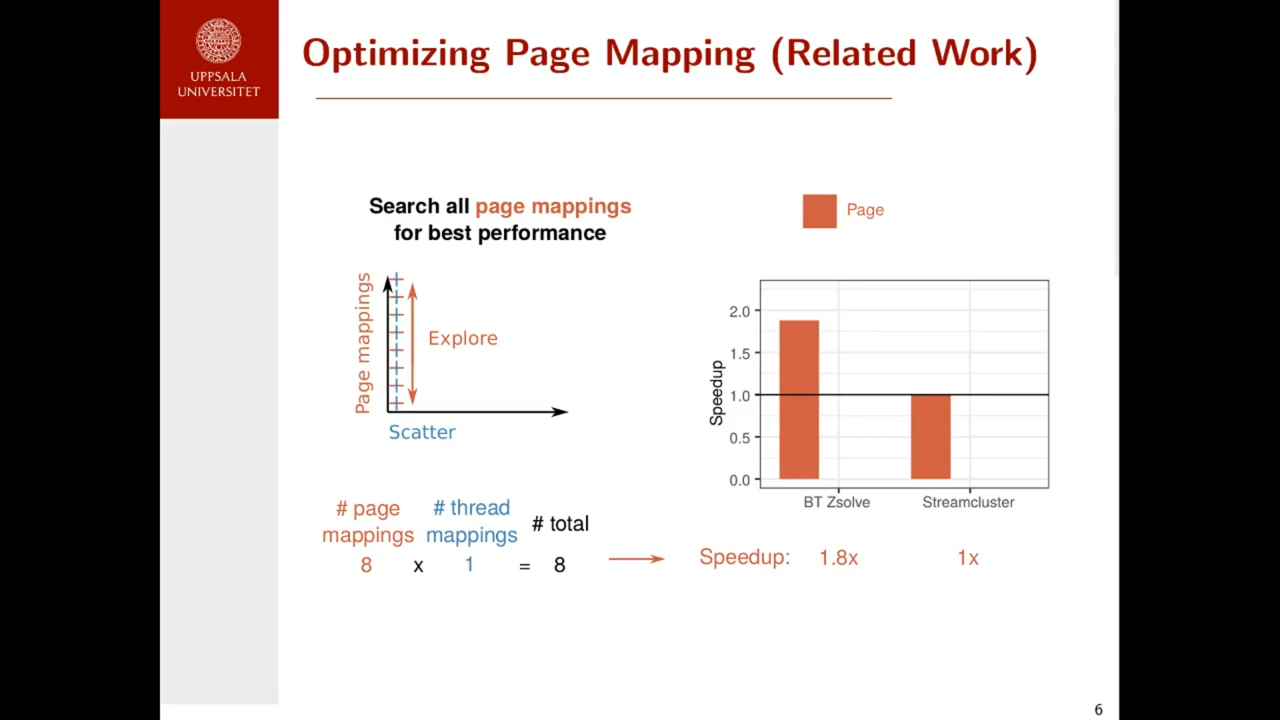 UPPSALA
UNIVERSITET
Optimizing Page Mapping (Related Work)
Search all page mappings
for best performance
Page mappings
Explore
Scatter
# page
mappings
# thread
mappings
# total
8 x 1 = 8
Page
Speedup
2.0
1.5
1.0
0.5
0.0
BT Zsolve Streamcluster
Speedup: 1.8x 1x
6